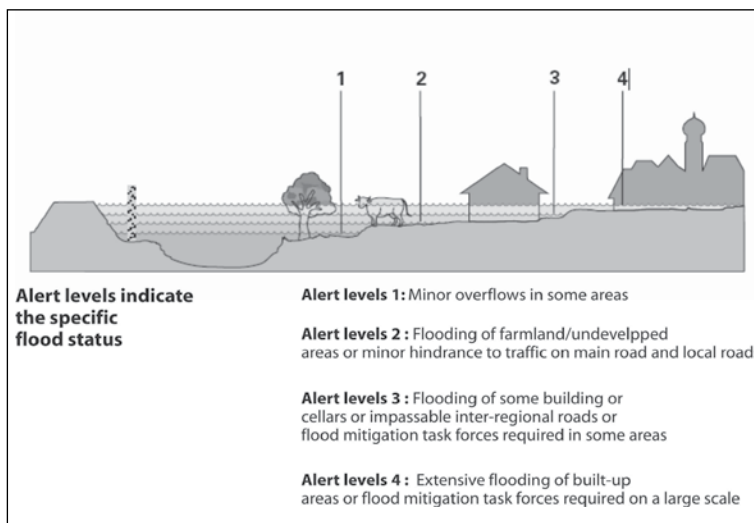 1 2 3 4
Alert levels indicate
the specific
flood status
Alert levels 1: Minor overflows in some areas
Alert levels 2 : Flooding of farmland/undevelpped
areas or minor hindrance to traffic on main road and local road
Alert levels 3 : Flooding of some building or
cellars or impassable inter-regional roads or
flood mitigation task forces required in some areas
Alert levels 4 : Extensive flooding of built-up
areas or flood mitigation task forces required on a large scale